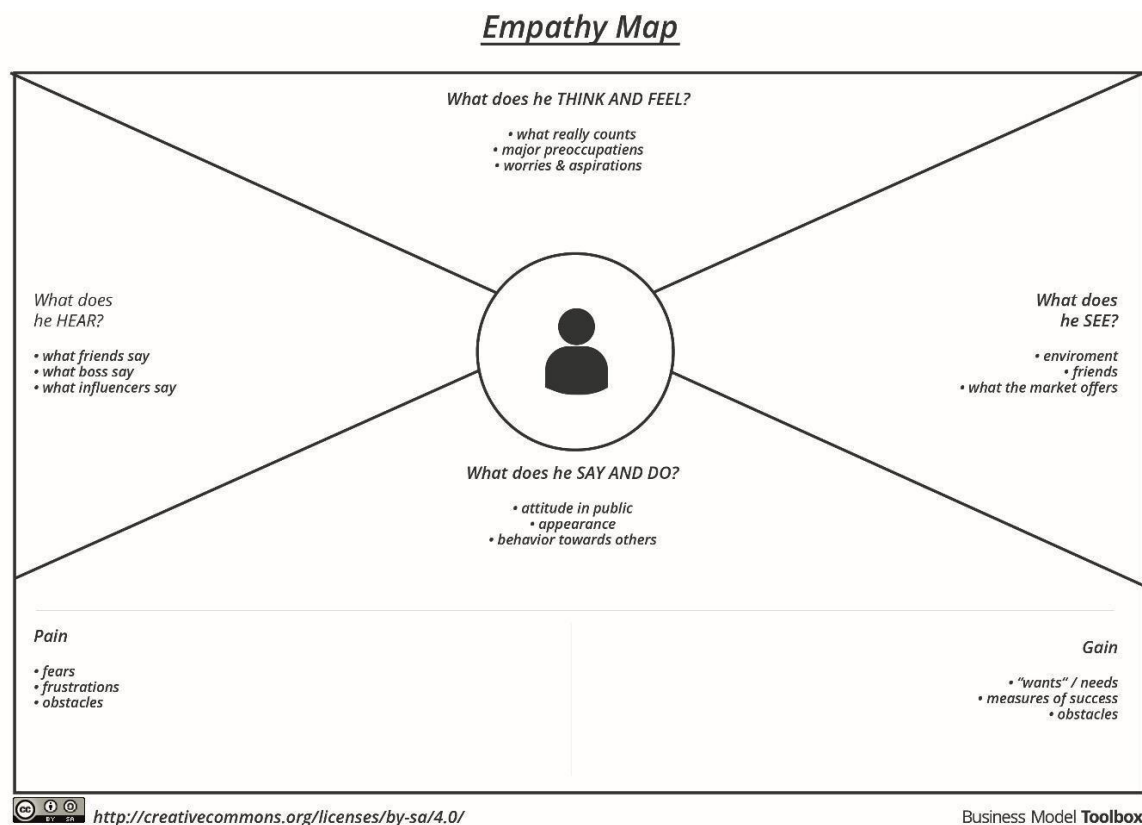 Empathy Map
What does he THINK AND FEEL?
• what really counts
• major preoccupatiens
• worries & aspirations
What does
he HEAR?
• what friends say
• what boss say
• what influencers say
What does
he SEE?
• enviroment
• friends
• what the market offers
What does he SAY AND DO?
• attitude in public
• appearance
• behavior towards others
Pain
• fears
• frustrations
• obstacles
Gain
• “wants“ / needs
• measures of success
• obstacles
cc BY SA
http://creativecommons.org/licenses/by-sa/4.0/
Business Model Toolbox